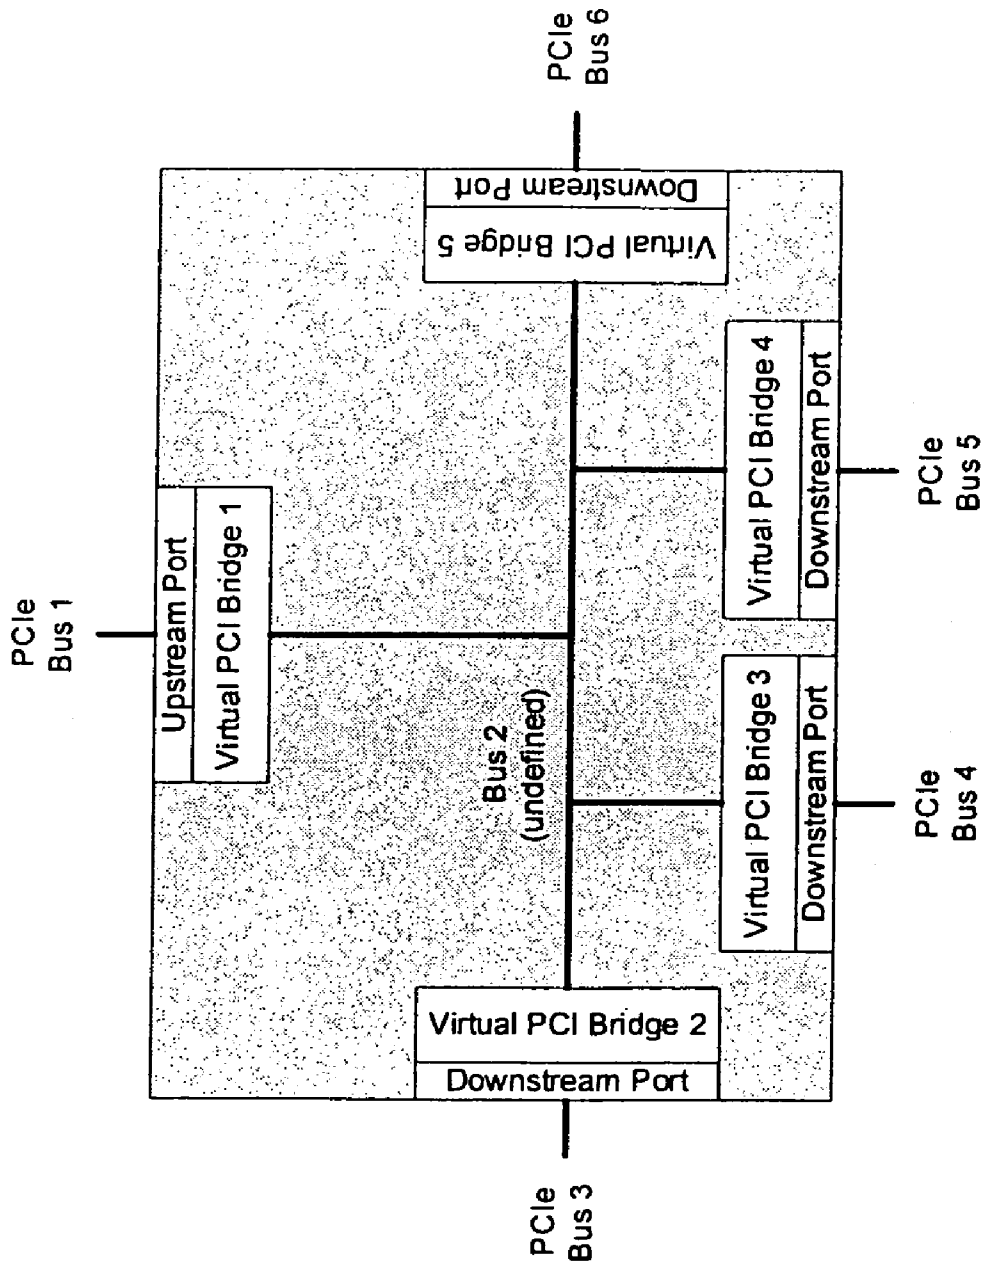 PCIe
Bus 1
Upstream Port
Virtual PCI Bridge 1
PCIe
Bus 3
Downstream Port
Virtual PCI Bridge 2
Bus 2
(undefined)
Virtual PCI Bridge 5
Downstream Port
PCIe
Bus 6
Virtual PCI Bridge 3
Downstream Port
PCIe
Bus 4
Virtual PCI Bridge 4
Downstream Port
PCIe
Bus 5